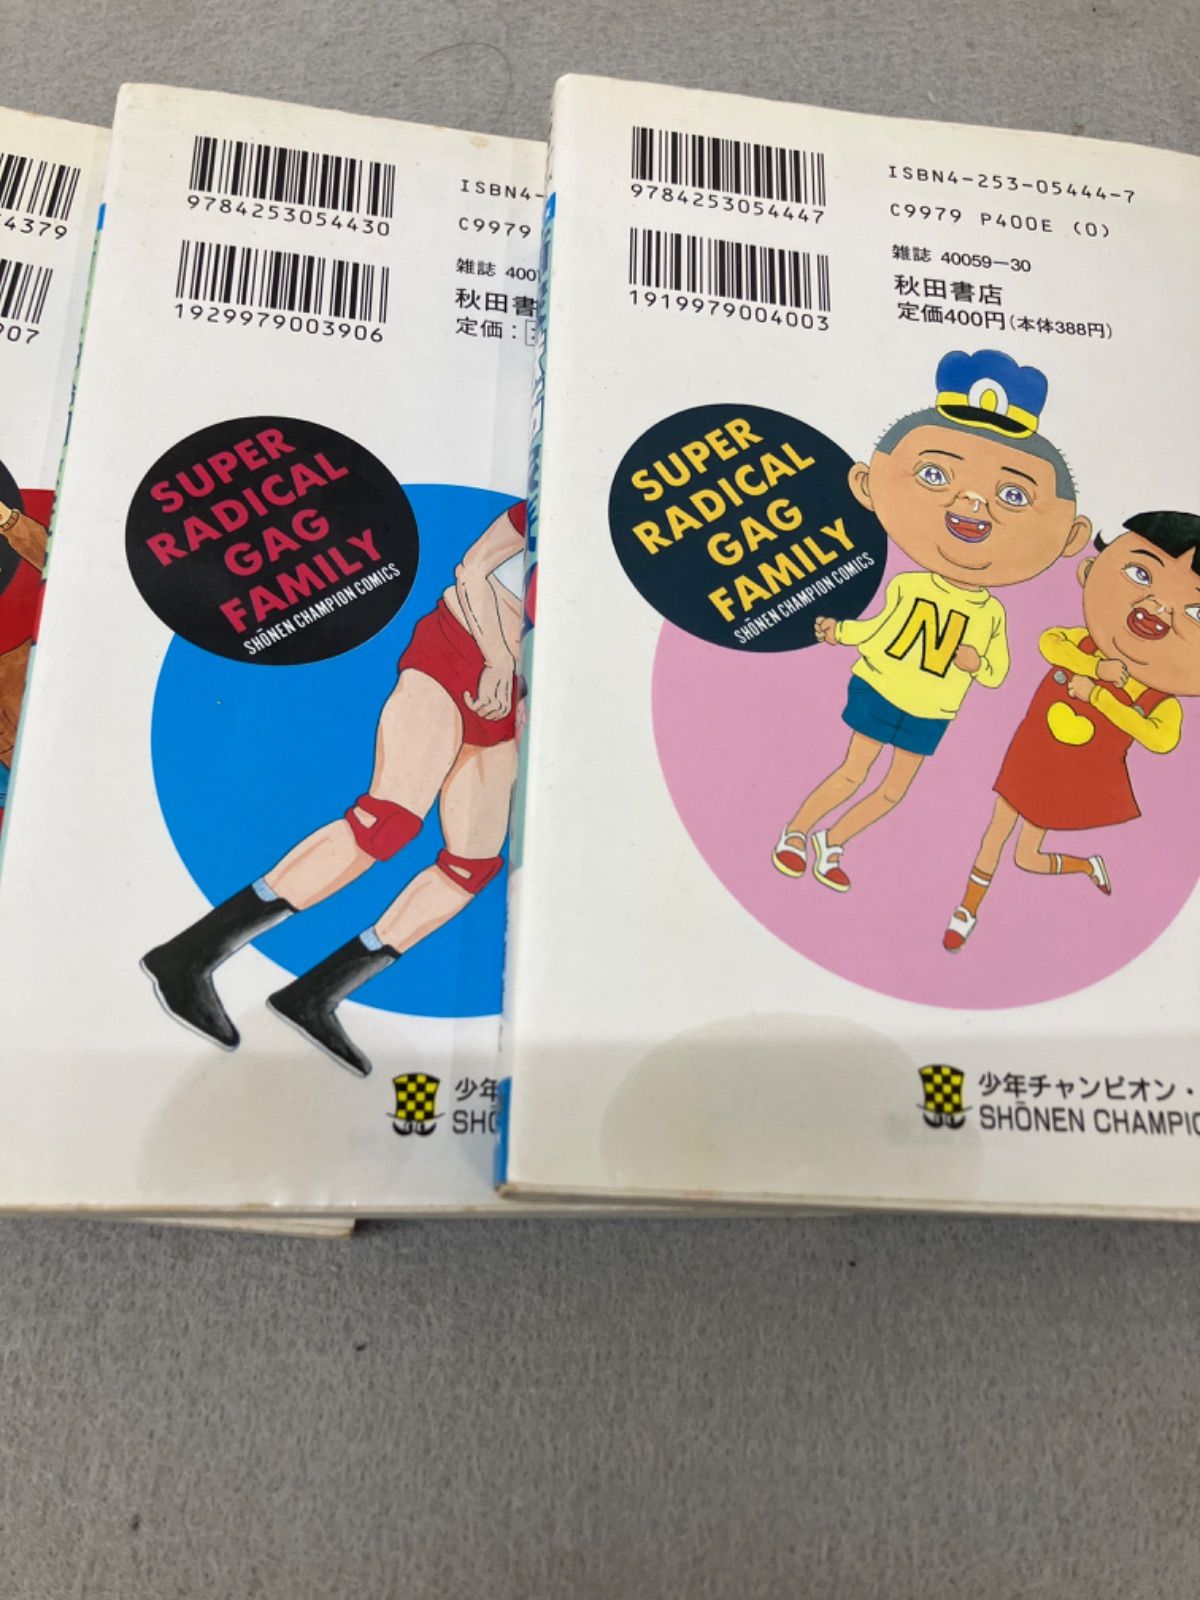 4379
907
9784253054430
ISBN4-
C9979
1929979003906
雑誌 400
秋田書
定価:
SUPER
RADICAL
GAG
FAMILY
SHŌNEN CHAMPION COMICS
少年
SHŌ
9784253054447
ISBN4-253-05444-7
C9979 P400E (0)
1919979004003
雑誌 40059-30
秋田書店
定価400円(本体388円)
SUPER
RADICAL
GAG
FAMILY
SHŌNEN CHAMPION COMICS
N
少年チャンピオン・
SHŌNEN CHAMPIO